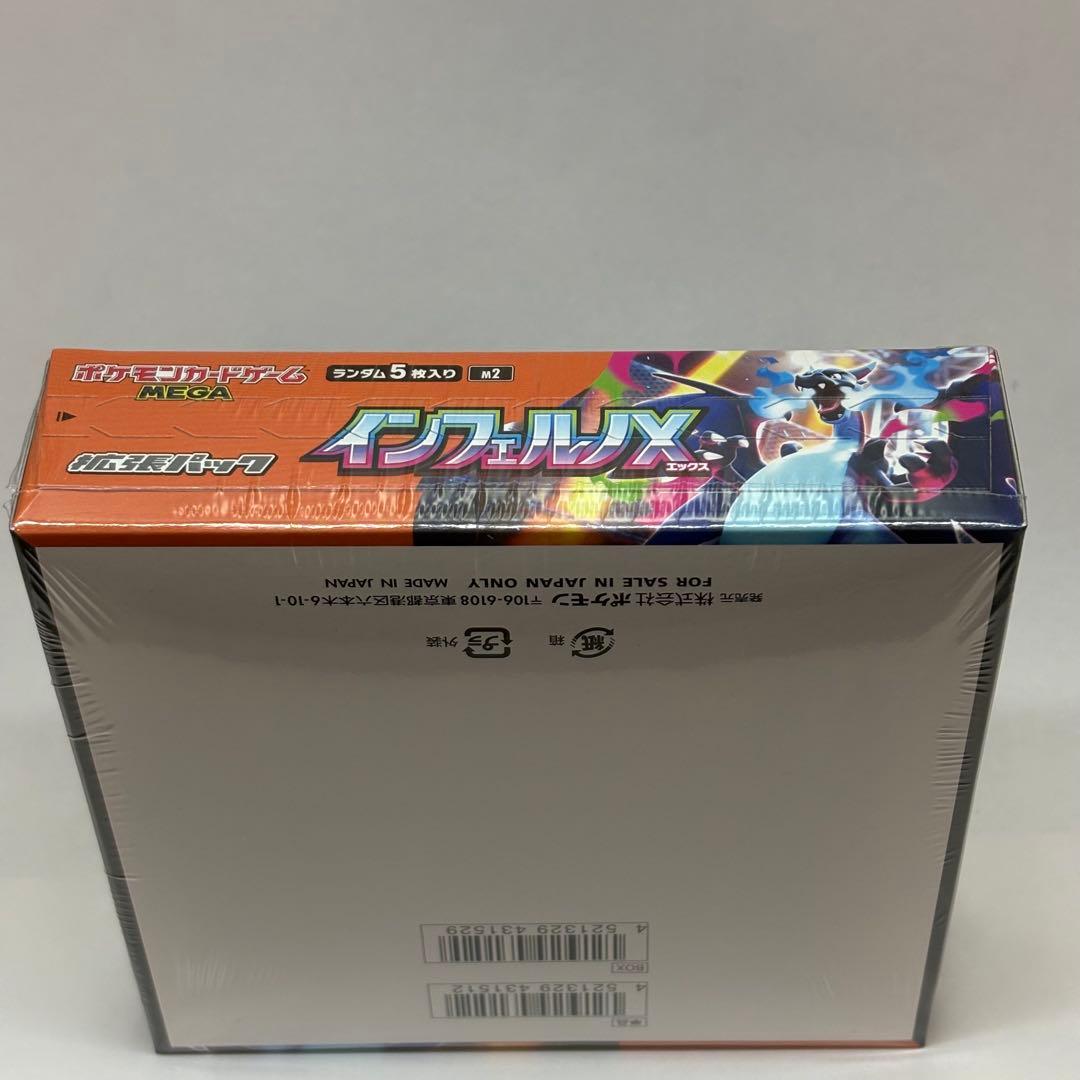 ポケモンカードゲーム
MEGA
ランダム5枚入り M2
拡張パック
インフェルノX
エックス
FOR SALE IN JAPAN ONLY MADE IN JAPAN
発売元 株式会社 ポケモン 〒106-6108 東京都港区六本木6-10-1
紙 箱 プラ 外装
4 521329 431529
BOX
4 521329 431512
単品